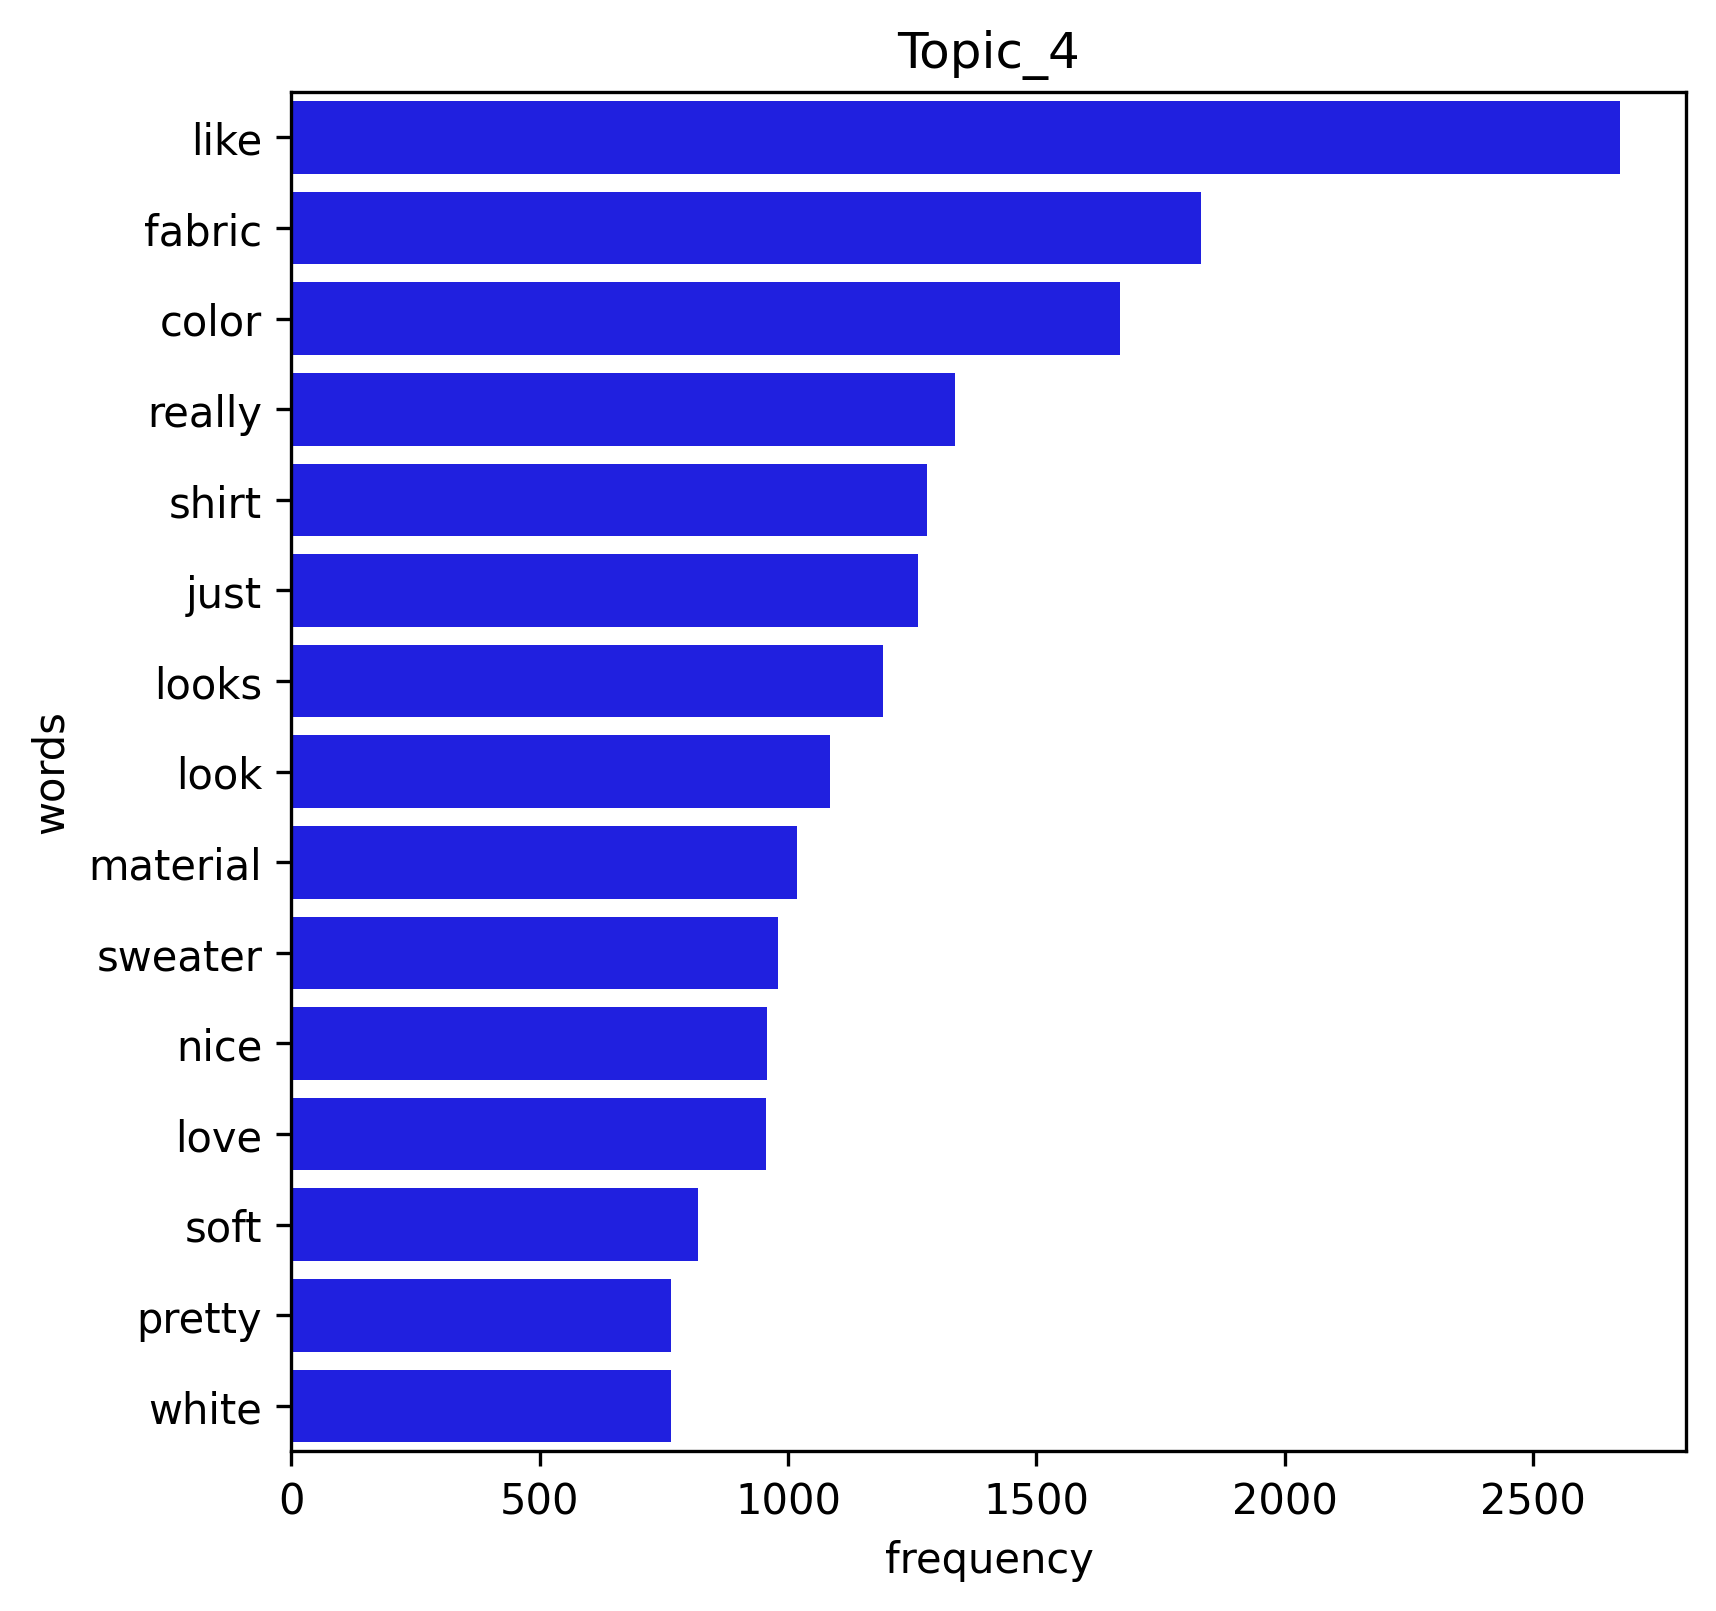 Topic_4
like
fabric
color
really
shirt
just
looks
look
material
sweater
nice
love
soft
pretty
white
words
0 500 1000 1500 2000 2500
frequency